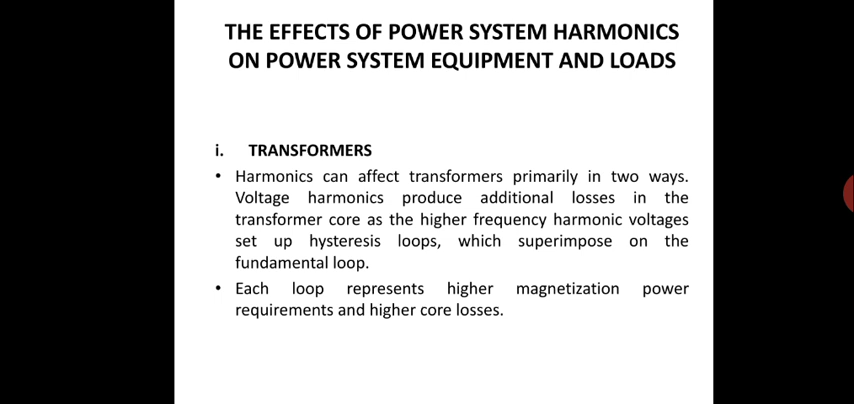 THE EFFECTS OF POWER SYSTEM HARMONICS
ON POWER SYSTEM EQUIPMENT AND LOADS
i. TRANSFORMERS
• Harmonics can affect transformers primarily in two ways.
Voltage harmonics produce additional losses in the
transformer core as the higher frequency harmonic voltages
set up hysteresis loops, which superimpose on the
fundamental loop.
• Each loop represents higher magnetization power
requirements and higher core losses.